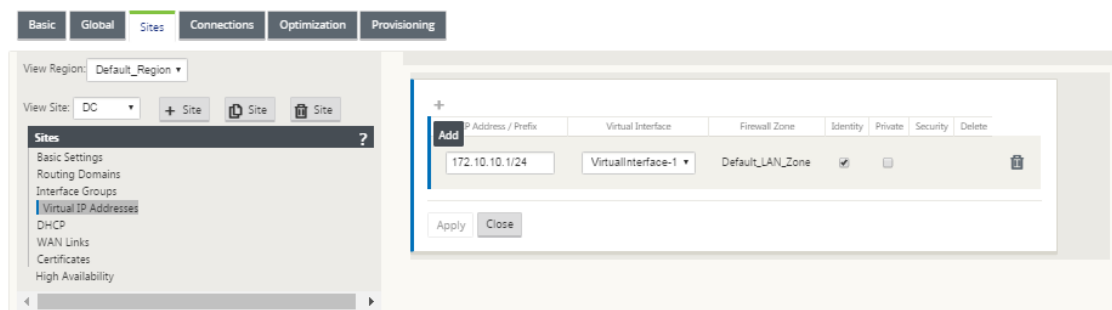 Basic Global Sites Connections Optimization Provisioning
View Region: Default_Region
View Site: DC + Site Site Site
Sites ?
Basic Settings
Routing Domains
Interface Groups
Virtual IP Addresses
DHCP
WAN Links
Certificates
High Availability
+
Add
IP Address / Prefix Virtual Interface Firewall Zone Identity Private Security Delete
172.10.10.1/24 VirtualInterface-1 Default_LAN_Zone
Apply Close